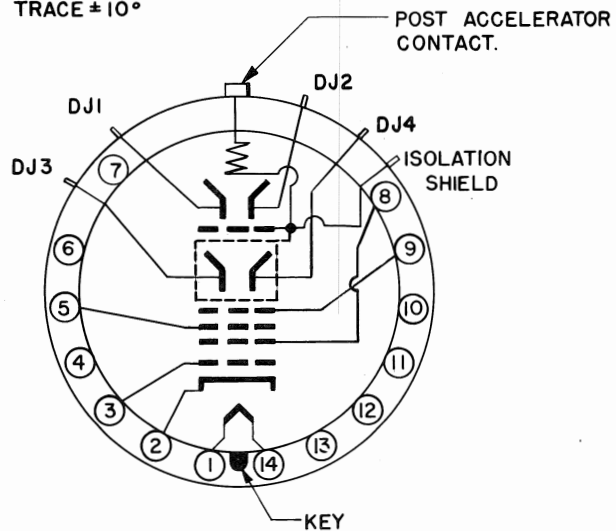 TRACE ± 10°
POST ACCELERATOR
CONTACT.
DJ2
DJ1
DJ4
DJ3
ISOLATION
SHIELD
7
8
6
9
5
10
4
11
3
12
2
13
1
14
KEY